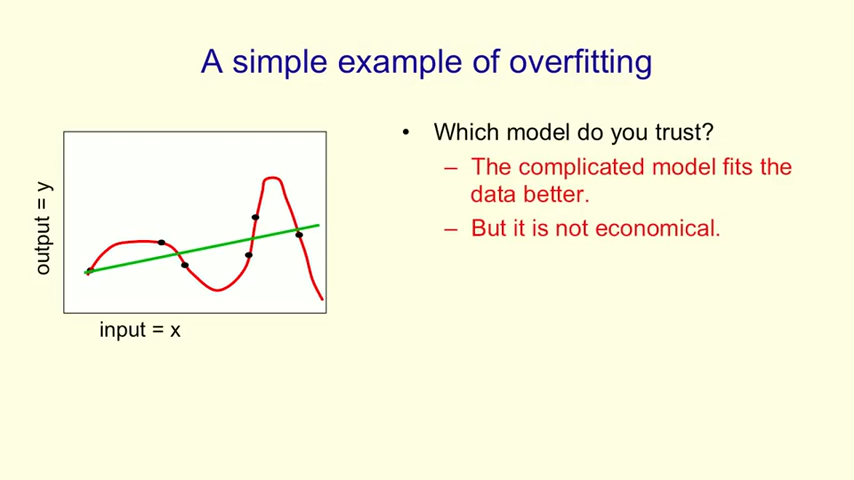 A simple example of overfitting
• Which model do you trust?
– The complicated model fits the
data better.
– But it is not economical.
output = y
input = x